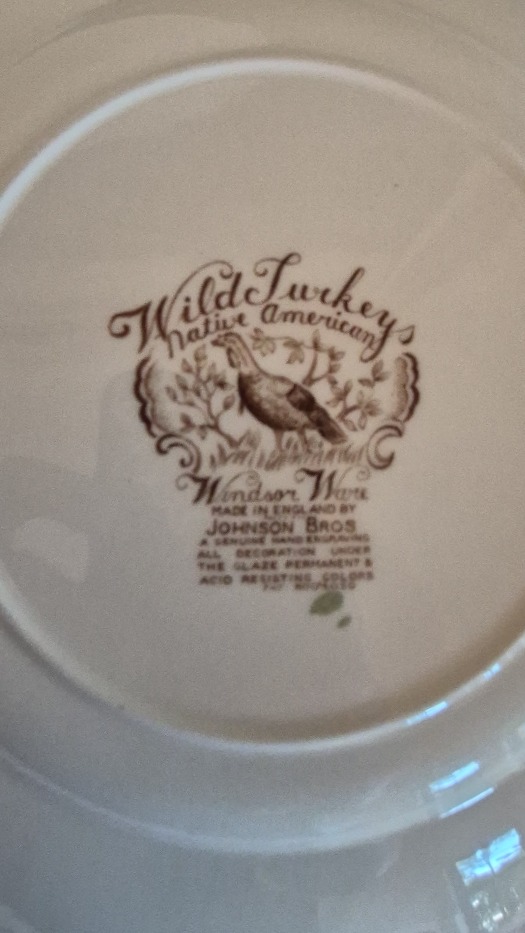 Wild Turkeys
Native American
Windsor Ware
MADE IN ENGLAND BY
JOHNSON BROS
A GENUINE HAND ENGRAVING
ALL DECORATION UNDER
THE GLAZE PERMANENT &
ACID RESISTING COLORS